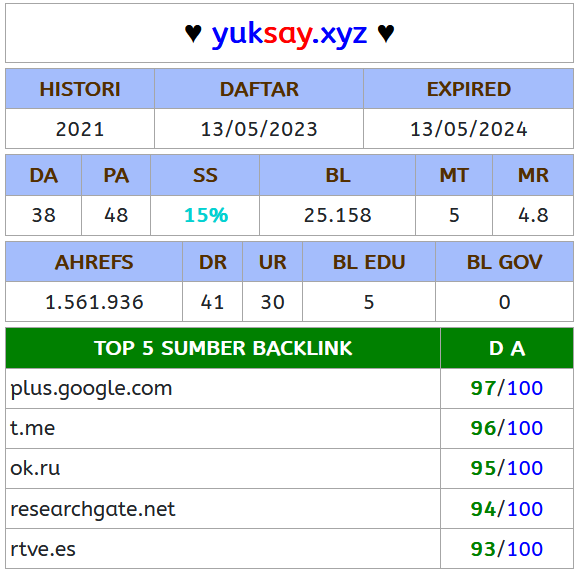 ♥ yuksay.xyz ♥
HISTORI DAFTAR EXPIRED
2021 13/05/2023 13/05/2024
DA PA SS BL MT MR
38 48 15% 25.158 5 4.8
AHREFS DR UR BL EDU BL GOV
1.561.936 41 30 5 0
TOP 5 SUMBER BACKLINK D A
plus.google.com 97/100
t.me 96/100
ok.ru 95/100
researchgate.net 94/100
rtve.es 93/100